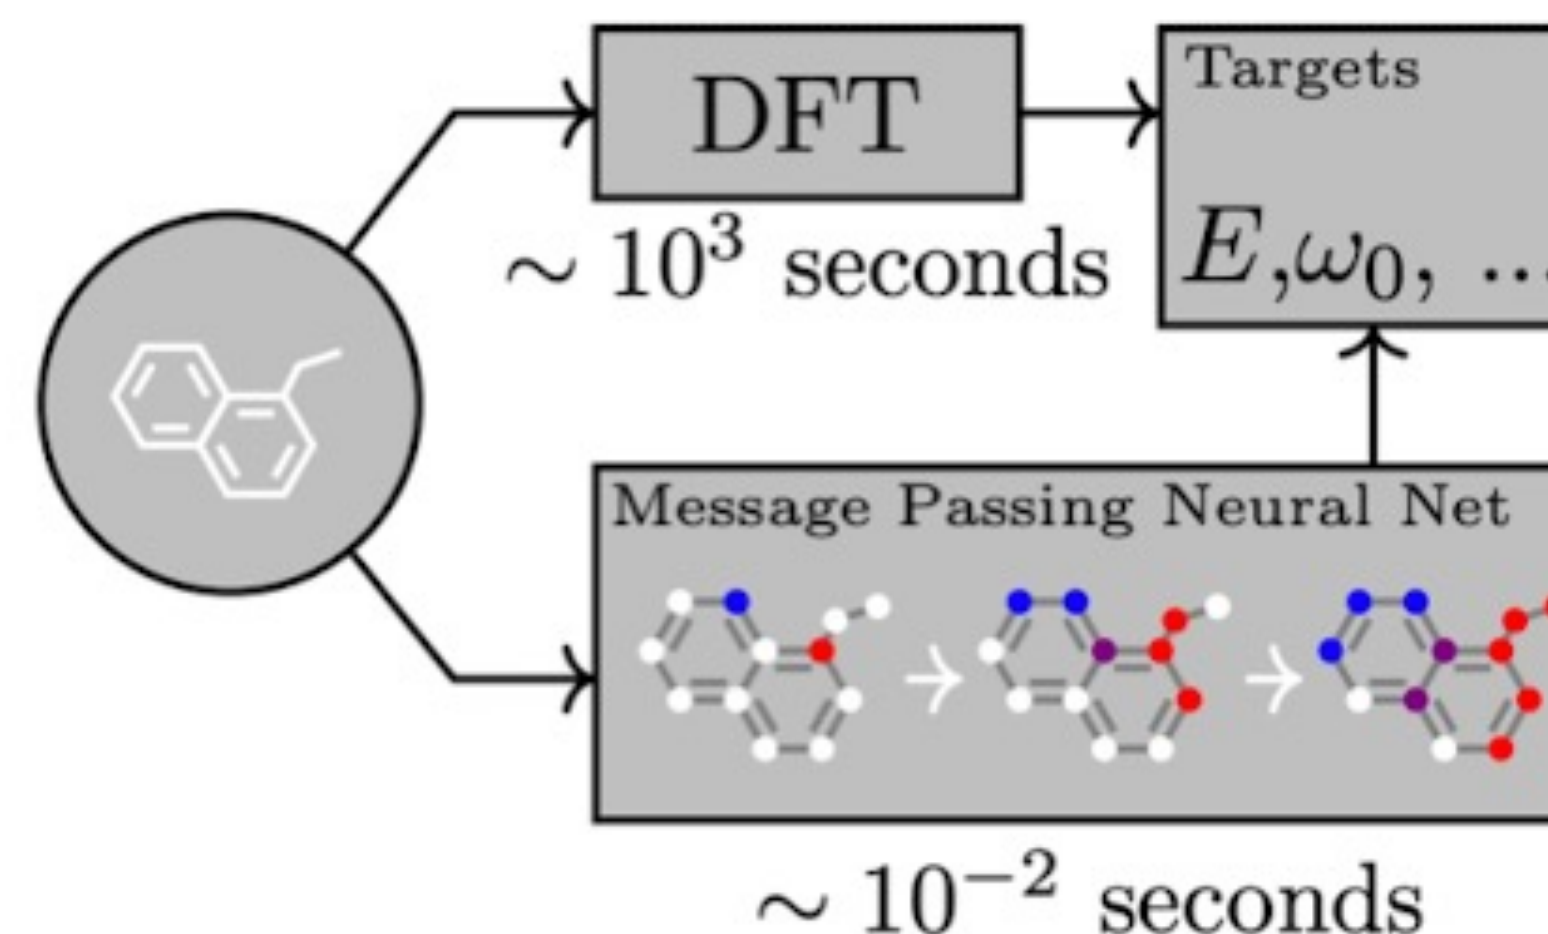 DFT
∼ 10³ seconds
Targets
E,ω₀, ...
Message Passing Neural Net
∼ 10⁻² seconds